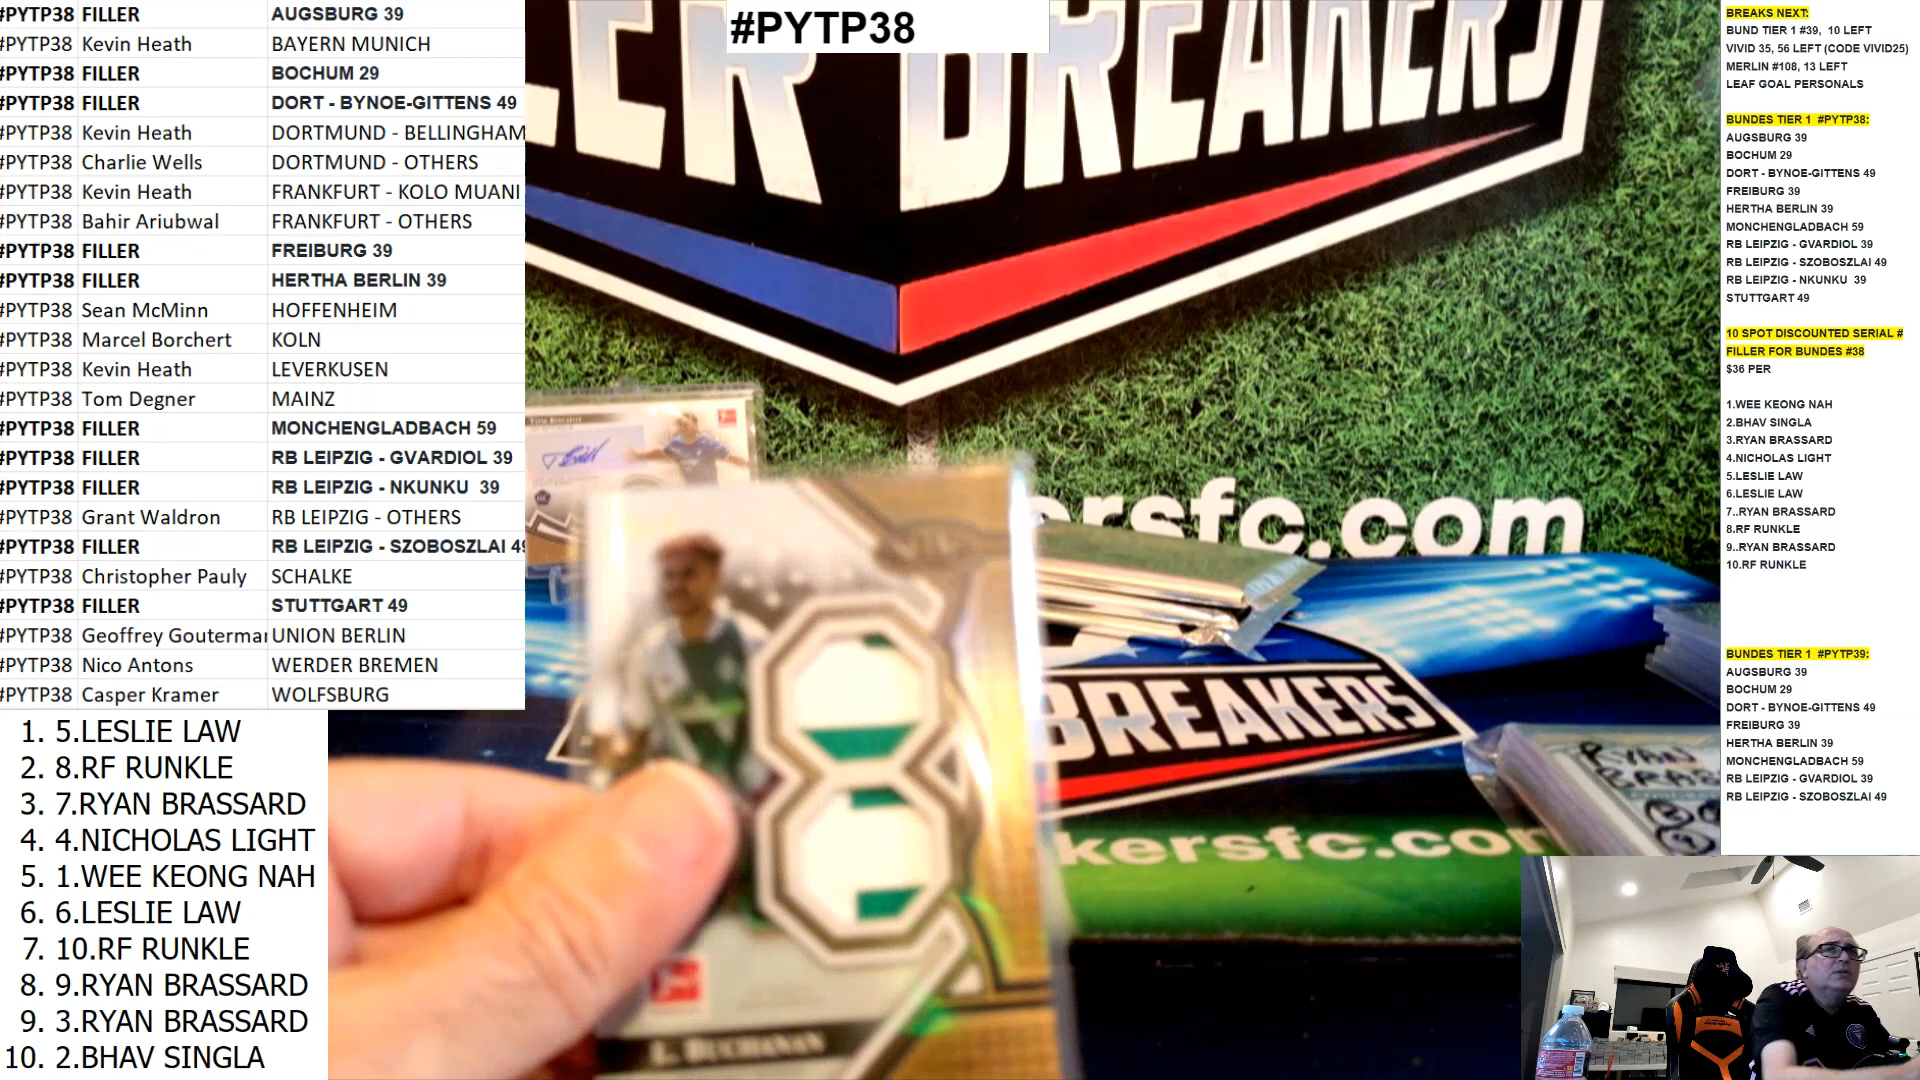 #PYTP38 FILLER AUGSBURG 39
#PYTP38 Kevin Heath BAYERN MUNICH
#PYTP38 FILLER BOCHUM 29
#PYTP38 FILLER DORT - BYNOE-GITTENS 49
#PYTP38 Kevin Heath DORTMUND - BELLINGHAM
#PYTP38 Charlie Wells DORTMUND - OTHERS
#PYTP38 Kevin Heath FRANKFURT - KOLO MUANI
#PYTP38 Bahir Ariubwal FRANKFURT - OTHERS
#PYTP38 FILLER FREIBURG 39
#PYTP38 FILLER HERTHA BERLIN 39
#PYTP38 Sean McMinn HOFFENHEIM
#PYTP38 Marcel Borchert KOLN
#PYTP38 Kevin Heath LEVERKUSEN
#PYTP38 Tom Degner MAINZ
#PYTP38 FILLER MONCHENGLADBACH 59
#PYTP38 FILLER RB LEIPZIG - GVARDIOL 39
#PYTP38 FILLER RB LEIPZIG - NKUNKU 39
#PYTP38 Grant Waldron RB LEIPZIG - OTHERS
#PYTP38 FILLER RB LEIPZIG - SZOBOSZLAI 49
#PYTP38 Christopher Pauly SCHALKE
#PYTP38 FILLER STUTTGART 49
#PYTP38 Geoffrey Gouterman UNION BERLIN
#PYTP38 Nico Antons WERDER BREMEN
#PYTP38 Casper Kramer WOLFSBURG
1. 5.LESLIE LAW
2. 8.RF RUNKLE
3. 7.RYAN BRASSARD
4. 4.NICHOLAS LIGHT
5. 1.WEE KEONG NAH
6. 6.LESLIE LAW
7. 10.RF RUNKLE
8. 9.RYAN BRASSARD
9. 3.RYAN BRASSARD
10. 2.BHAV SINGLA
#PYTP38
LER BREAKERS
ersfc.com
BREAKERS
kersfc.com
RYAN
BRAS
L. BUCHANAN
BREAKS NEXT:
BUND TIER 1 #39, 10 LEFT
VIVID 35, 56 LEFT (CODE VIVID25)
MERLIN #108, 13 LEFT
LEAF GOAL PERSONALS
BUNDES TIER 1 #PYTP38:
AUGSBURG 39
BOCHUM 29
DORT - BYNOE-GITTENS 49
FREIBURG 39
HERTHA BERLIN 39
MONCHENGLADBACH 59
RB LEIPZIG - GVARDIOL 39
RB LEIPZIG - SZOBOSZLAI 49
RB LEIPZIG - NKUNKU 39
STUTTGART 49
10 SPOT DISCOUNTED SERIAL #
FILLER FOR BUNDES #38
$36 PER
1.WEE KEONG NAH
2.BHAV SINGLA
3.RYAN BRASSARD
4.NICHOLAS LIGHT
5.LESLIE LAW
6.LESLIE LAW
7..RYAN BRASSARD
8.RF RUNKLE
9..RYAN BRASSARD
10.RF RUNKLE
BUNDES TIER 1 #PYTP39:
AUGSBURG 39
BOCHUM 29
DORT - BYNOE-GITTENS 49
FREIBURG 39
HERTHA BERLIN 39
MONCHENGLADBACH 59
RB LEIPZIG - GVARDIOL 39
RB LEIPZIG - SZOBOSZLAI 49